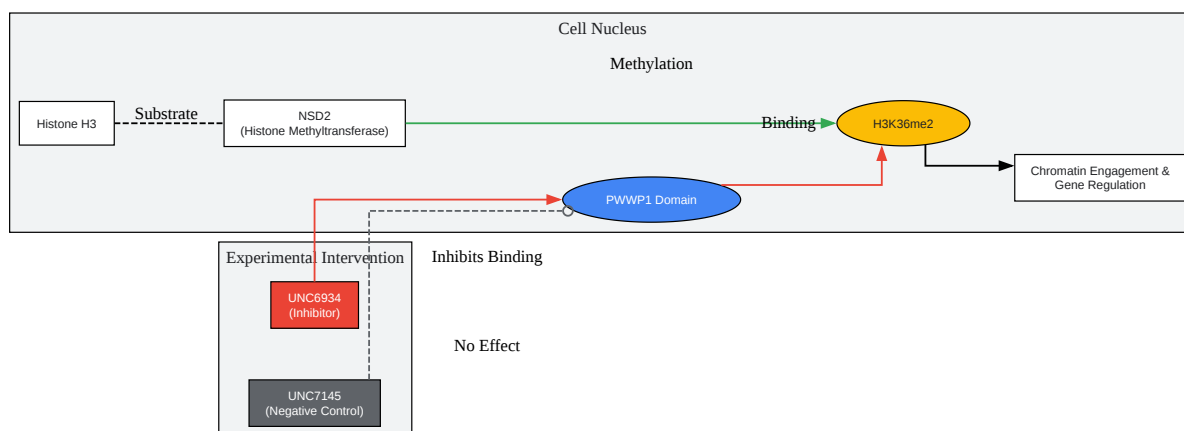 Cell Nucleus
Methylation
Histone H3
Substrate
NSD2
(Histone Methyltransferase)
Binding
H3K36me2
Chromatin Engagement &
Gene Regulation
PWWP1 Domain
Experimental Intervention
Inhibits Binding
UNC6934
(Inhibitor)
No Effect
UNC7145
(Negative Control)